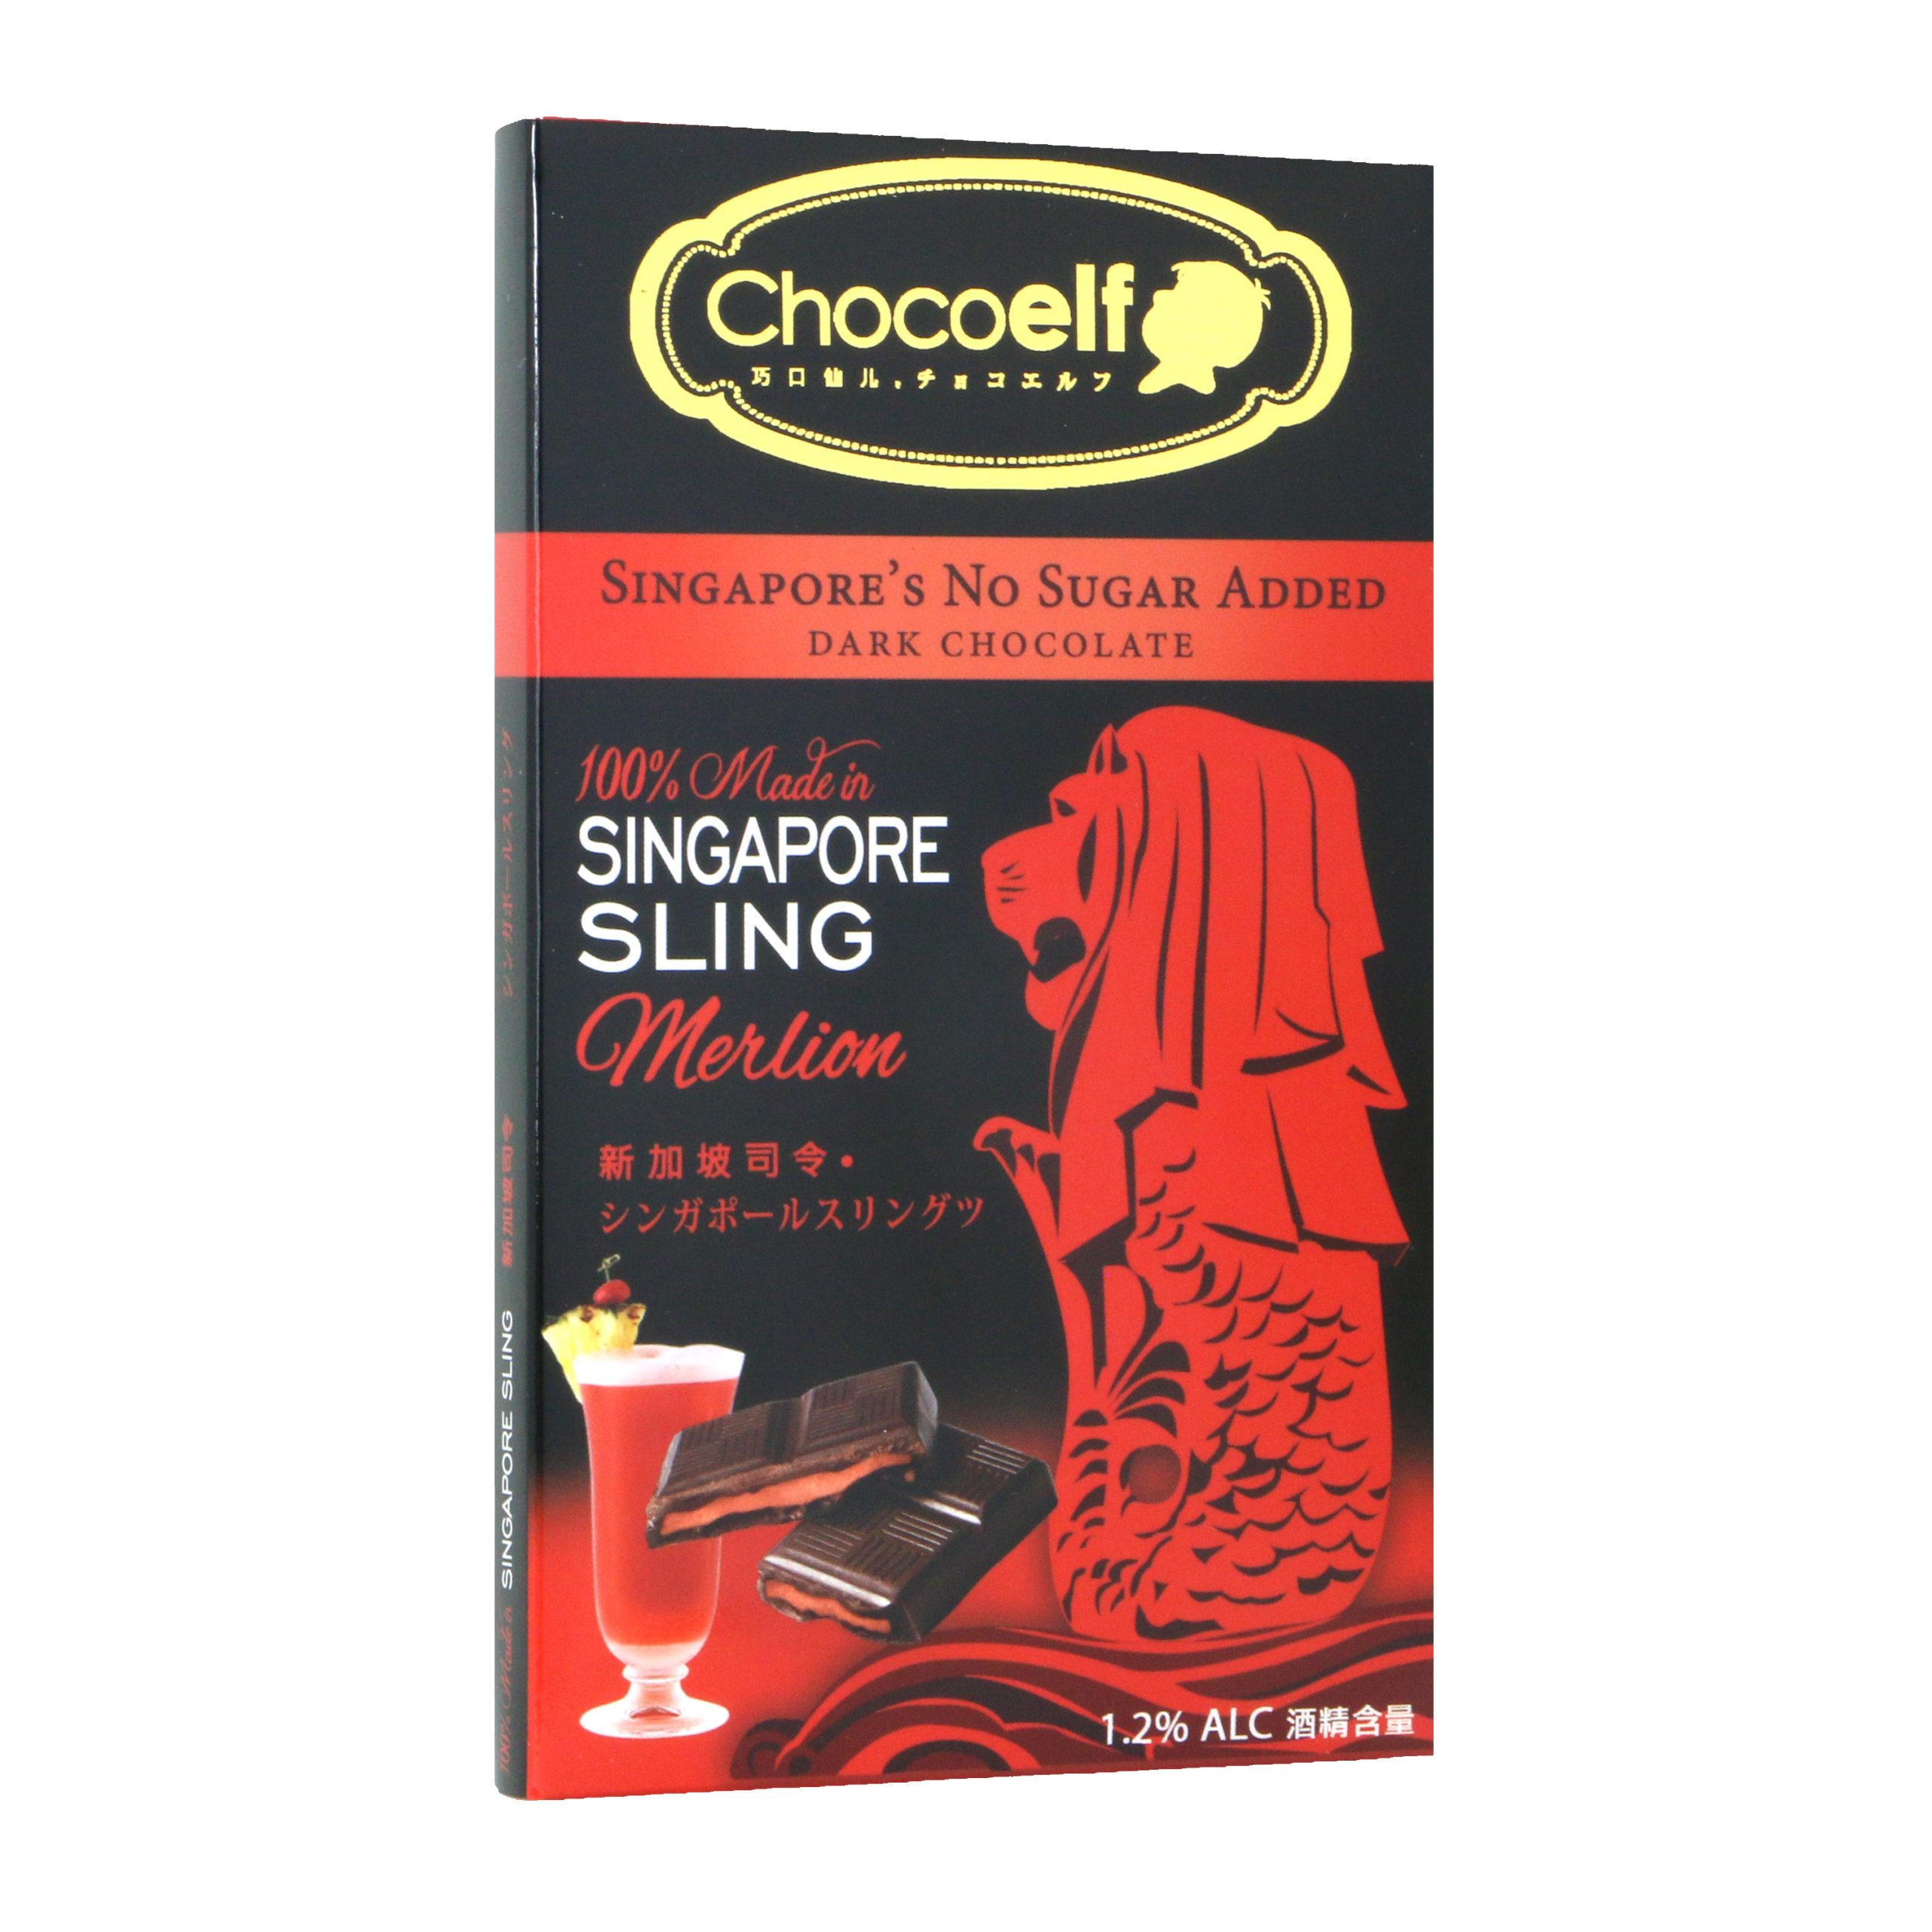 Chocoelf
巧口仙儿·チョコエルフ
SINGAPORE'S NO SUGAR ADDED
DARK CHOCOLATE
100% Made in
SINGAPORE
SLING
Merlion
新加坡司令·
シンガポールスリングツ
1.2% ALC 酒精含量
100% Made in SINGAPORE SLING 新加坡司令 シンガポールスリング